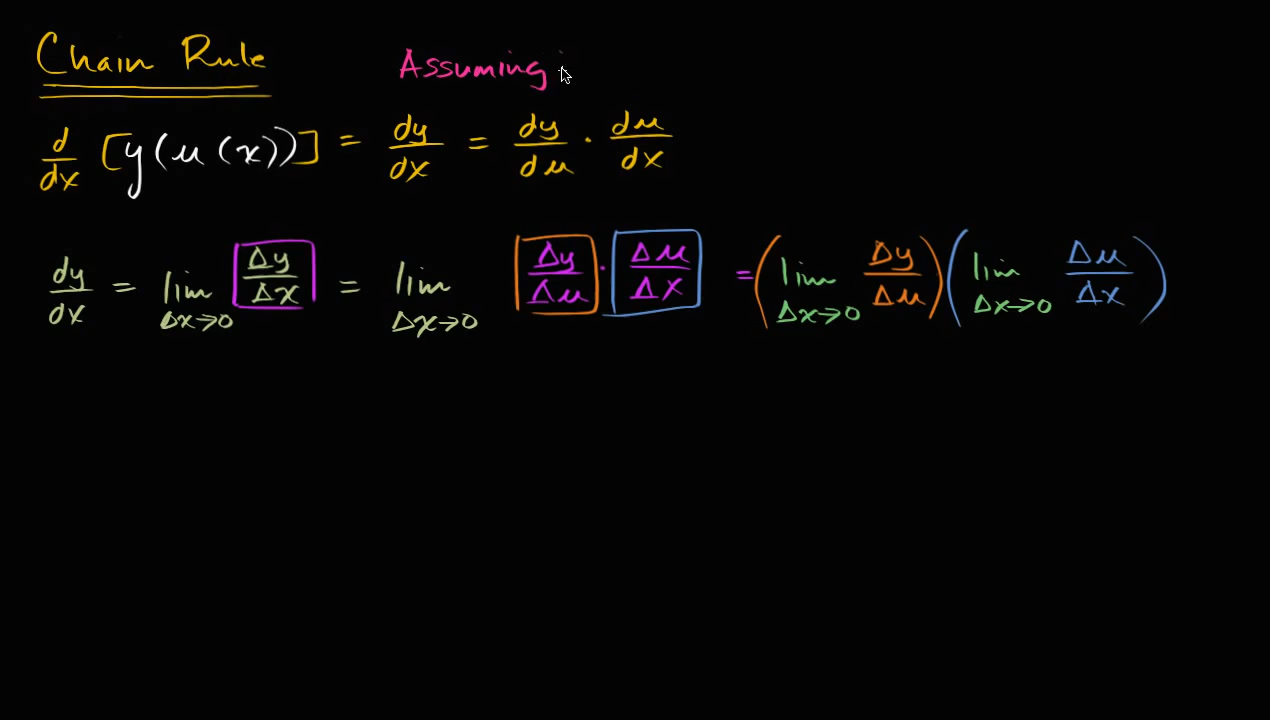 Chain Rule Assuming
d/dx [y(u(x))] = dy/dx = dy/du · du/dx
dy/dx = lim Δx→0 Δy/Δx = lim Δx→0 Δy/Δu · Δu/Δx = (lim Δx→0 Δy/Δu)(lim Δx→0 Δu/Δx)